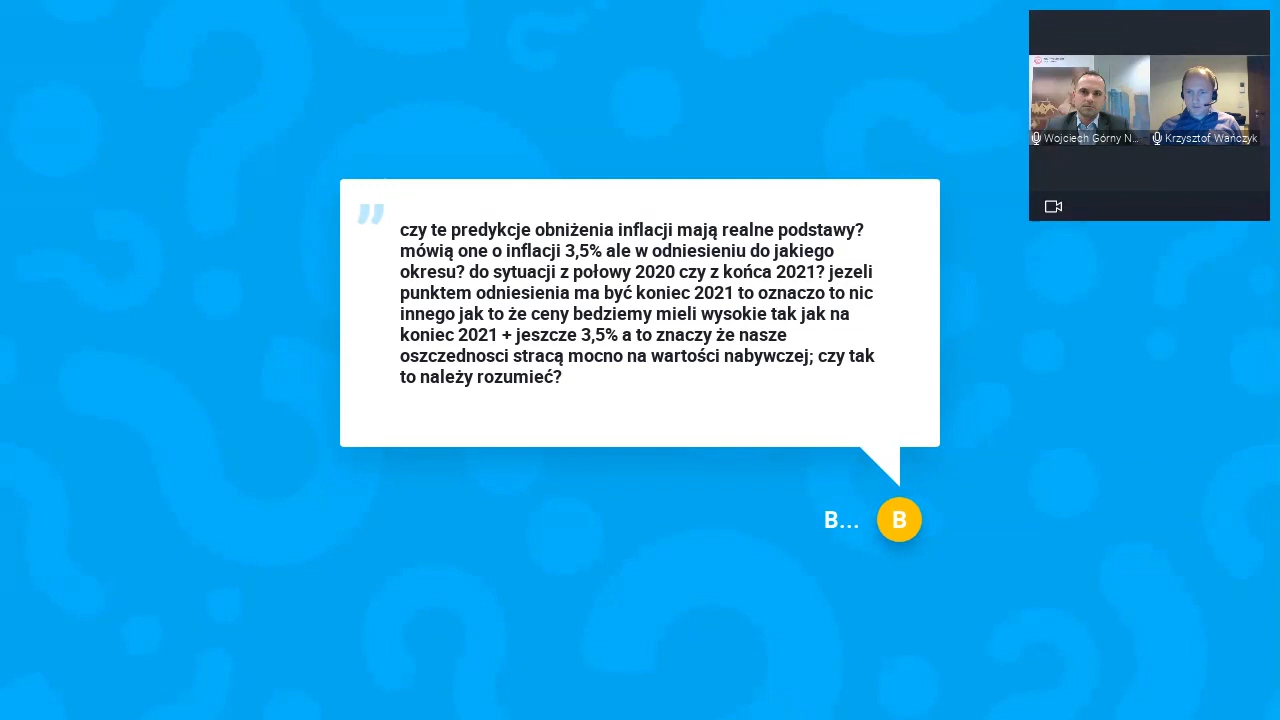 czy te predykcje obniżenia inflacji mają realne podstawy?
mówią one o inflacji 3,5% ale w odniesieniu do jakiego
okresu? do sytuacji z połowy 2020 czy z końca 2021? jezeli
punktem odniesienia ma być koniec 2021 to oznaczo to nic
innego jak to że ceny bedziemy mieli wysokie tak jak na
koniec 2021 + jeszcze 3,5% a to znaczy że nasze
oszczednosci stracą mocno na wartości nabywczej; czy tak
to należy rozumieć?
B... B
Wojciech Górny N...
Krzysztof Wańczyk